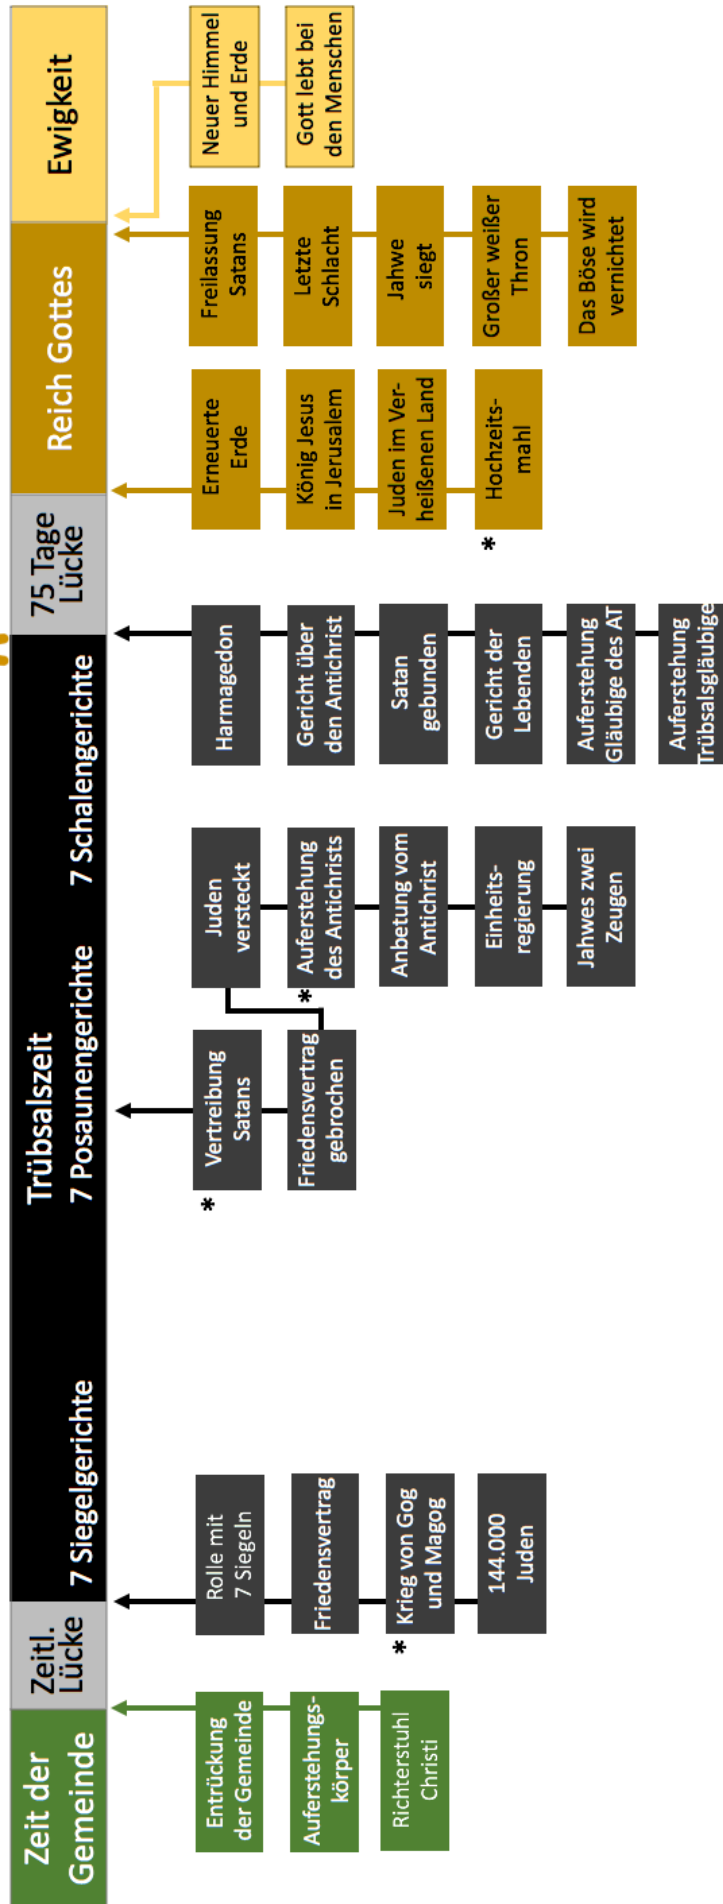 Zeit der
Gemeinde
Zeitl.
Lücke
Trübsalszeit
7 Siegelgerichte
7 Posaunengerichte
7 Schalengerichte
75 Tage
Lücke
Reich Gottes
Ewigkeit
Entrückung
der Gemeinde
Auferstehungs-
körper
Richterstuhl
Christi
Rolle mit
7 Siegeln
Friedensvertrag
*
Krieg von Gog
und Magog
144.000
Juden
*
Vertreibung
Satans
Friedensvertrag
gebrochen
Juden
versteckt
*
Auferstehung
des Antichrists
Anbetung vom
Antichrist
Einheits-
regierung
Jahwes zwei
Zeugen
Harmagedon
Gericht über
den Antichrist
Satan
gebunden
Gericht der
Lebenden
Auferstehung
Gläubige des AT
Auferstehung
Trübsalsgläubige
Erneuerte
Erde
König Jesus
in Jerusalem
Juden im Ver-
heißenen Land
*
Hochzeits-
mahl
Freilassung
Satans
Letzte
Schlacht
Jahwe
siegt
Großer weißer
Thron
Das Böse wird
vernichtet
Neuer Himmel
und Erde
Gott lebt bei
den Menschen